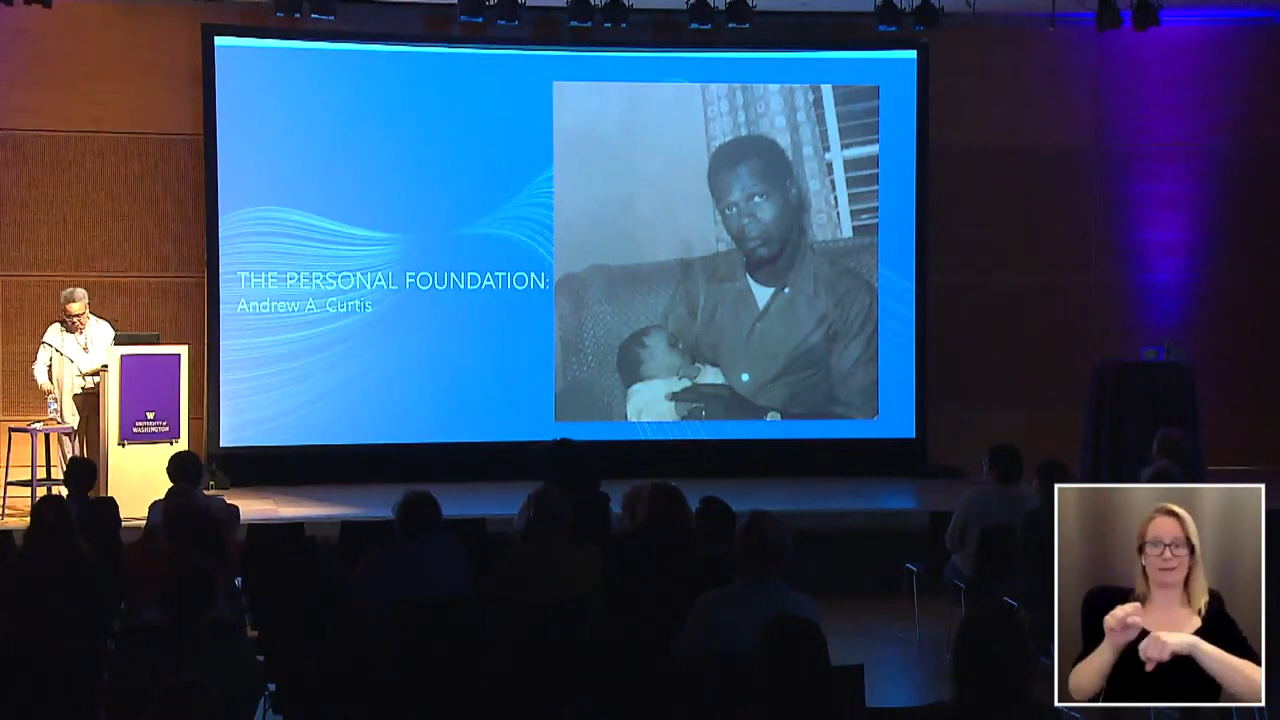 THE PERSONAL FOUNDATION:
Andrew A. Curtis
W
UNIVERSITY of
WASHINGTON